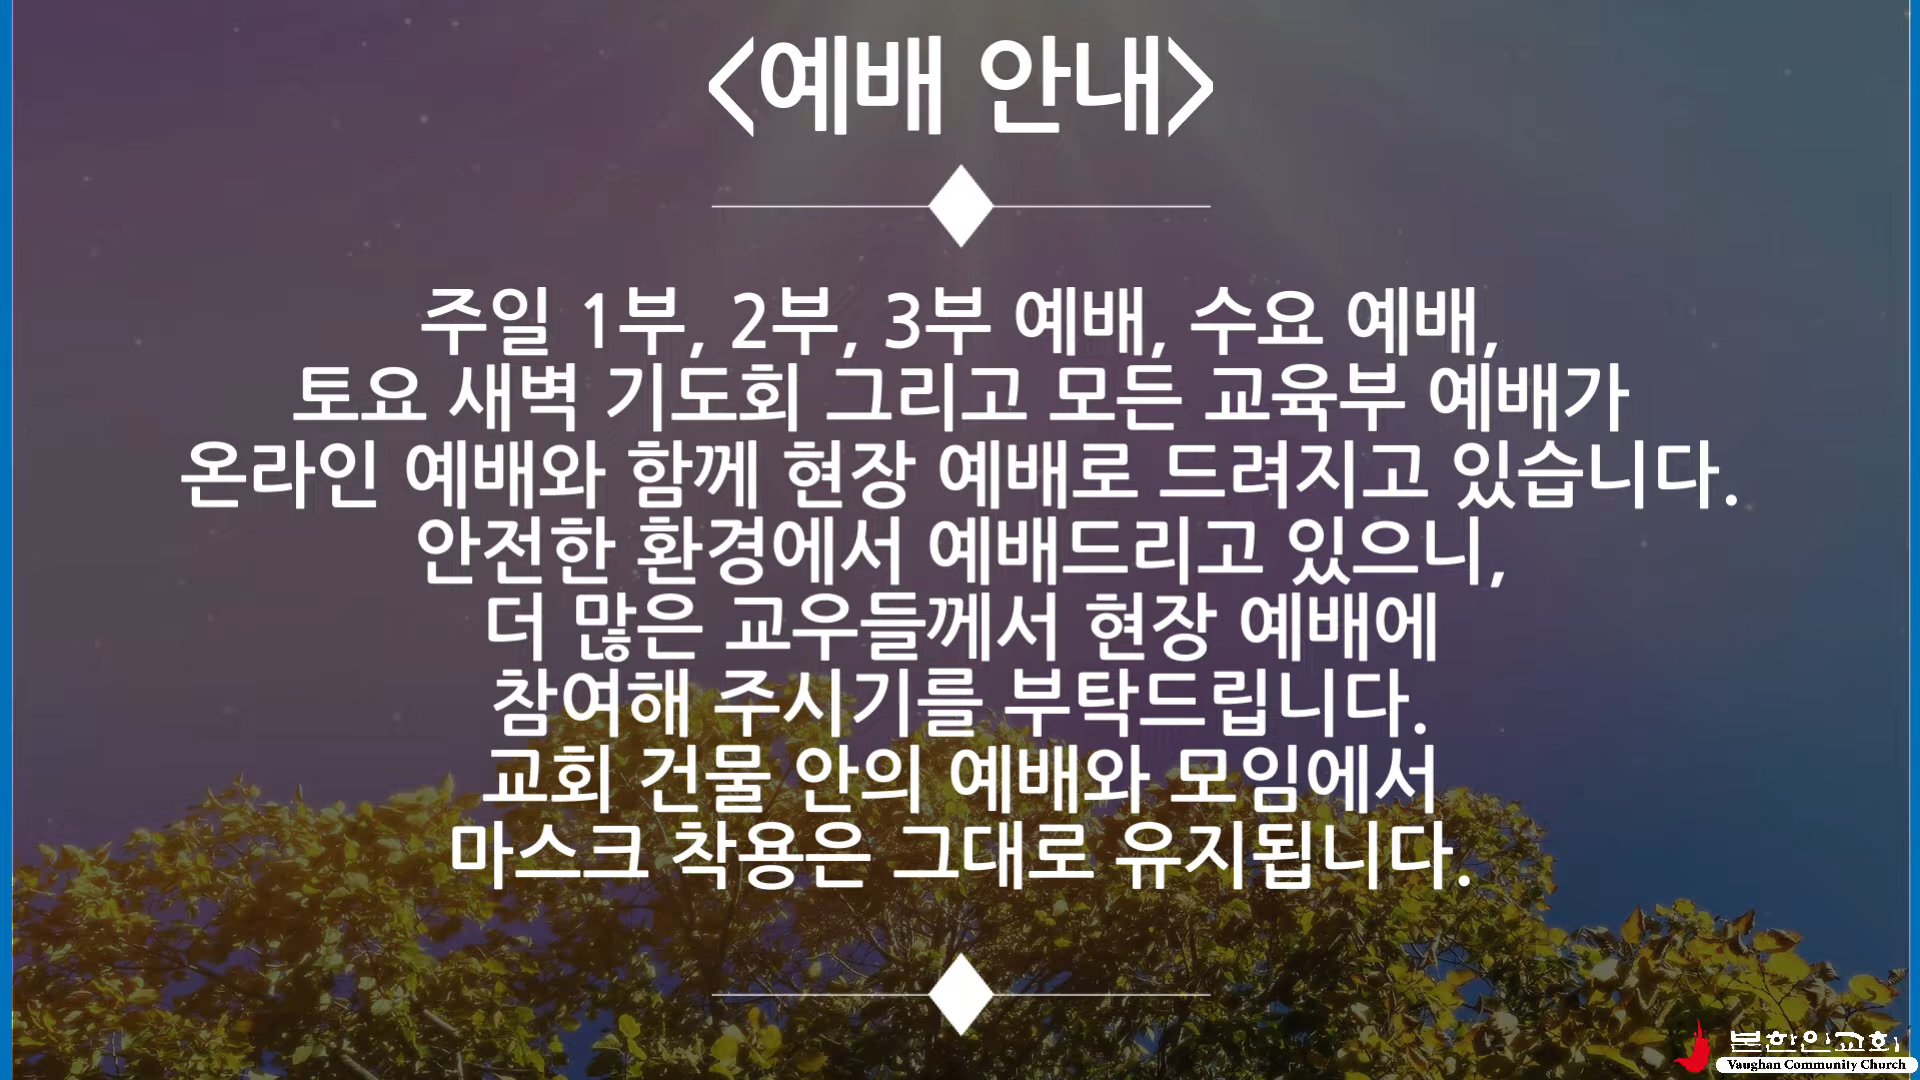 <예배 안내>
주일 1부, 2부, 3부 예배, 수요 예배,
토요 새벽 기도회 그리고 모든 교육부 예배가
온라인 예배와 함께 현장 예배로 드려지고 있습니다.
안전한 환경에서 예배드리고 있으니,
더 많은 교우들께서 현장 예배에
참여해 주시기를 부탁드립니다.
교회 건물 안의 예배와 모임에서
마스크 착용은 그대로 유지됩니다.
본한인교회
Vaughan Community Church